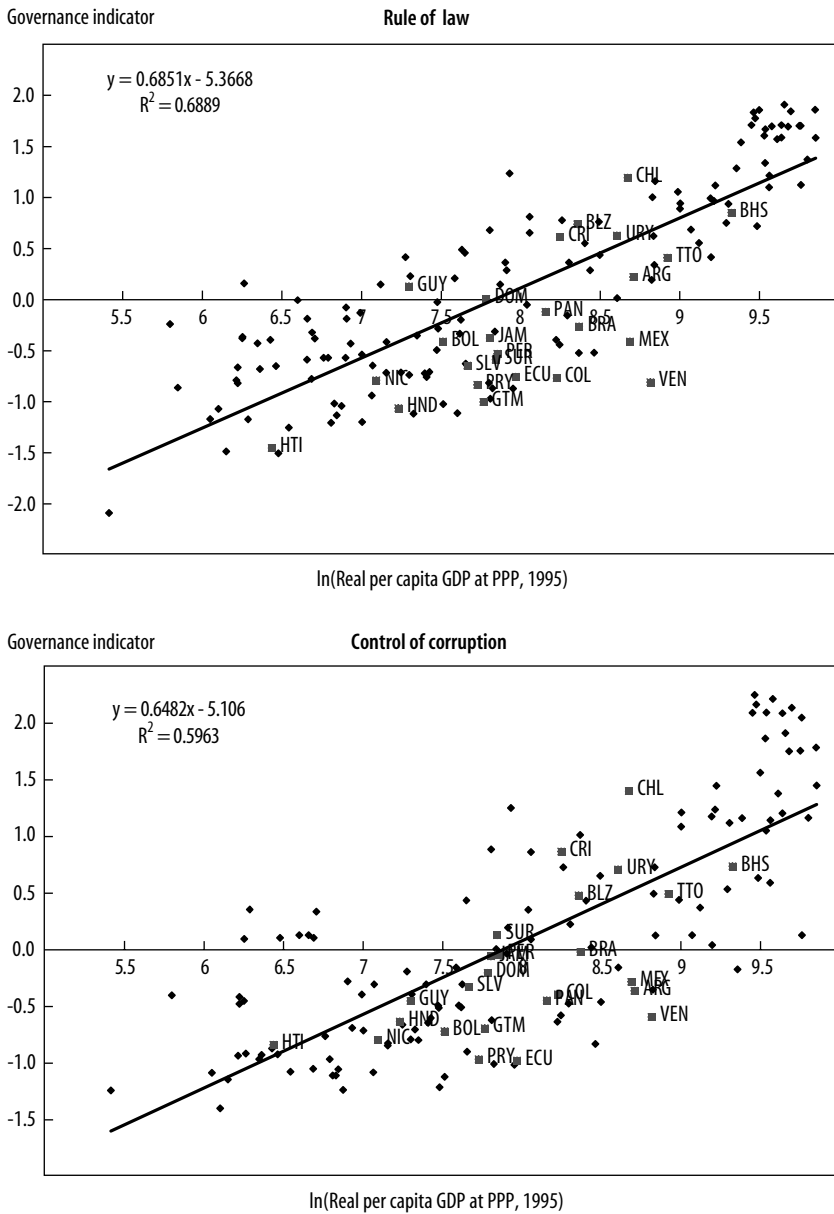 Governance indicator
Rule of law
y = 0.6851x - 5.3668
R2 = 0.6889
2.0
1.5
CHL
1.0
BHS
BLZ
URY
0.5
CRI
TTO
ARG
GUY
DOM
0.0
5.5
6
6.5
7
7.5
8
8.5
9
9.5
PAN
BRA
BOL
JAM
MEX
-0.5
PER
SUR
SLV
NIC
PRY
ECU
COL
VEN
-1.0
HND
GTM
HTI
-1.5
-2.0
ln(Real per capita GDP at PPP, 1995)
Governance indicator
Control of corruption
y = 0.6482x - 5.106
R2 = 0.5963
2.0
1.5
CHL
1.0
CRI
URY
BHS
0.5
BLZ
TTO
SUR
0.0
PER
JAM
BRA
5.5
6
6.5
7
7.5
8
8.5
9
9.5
DOM
SLV
MEX
ARG
-0.5
GUY
PAN
COL
HND
BOL
GTM
VEN
HTI
NIC
PRY
ECU
-1.0
-1.5
ln(Real per capita GDP at PPP, 1995)